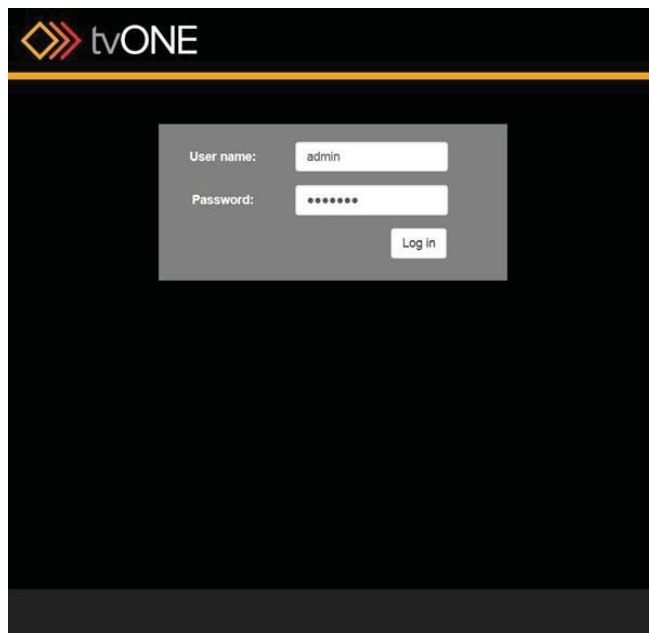 tvONE
User name:
admin
Password:
•••••••
Log in